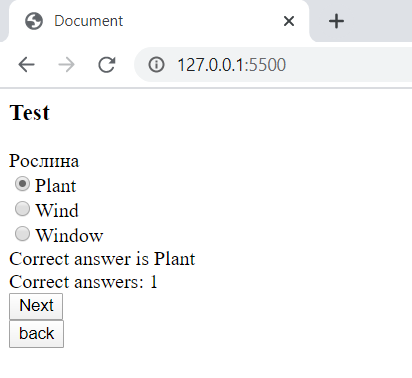 Document
127.0.0.1:5500
Test
Рослина
Plant
Wind
Window
Correct answer is Plant
Correct answers: 1
Next
back